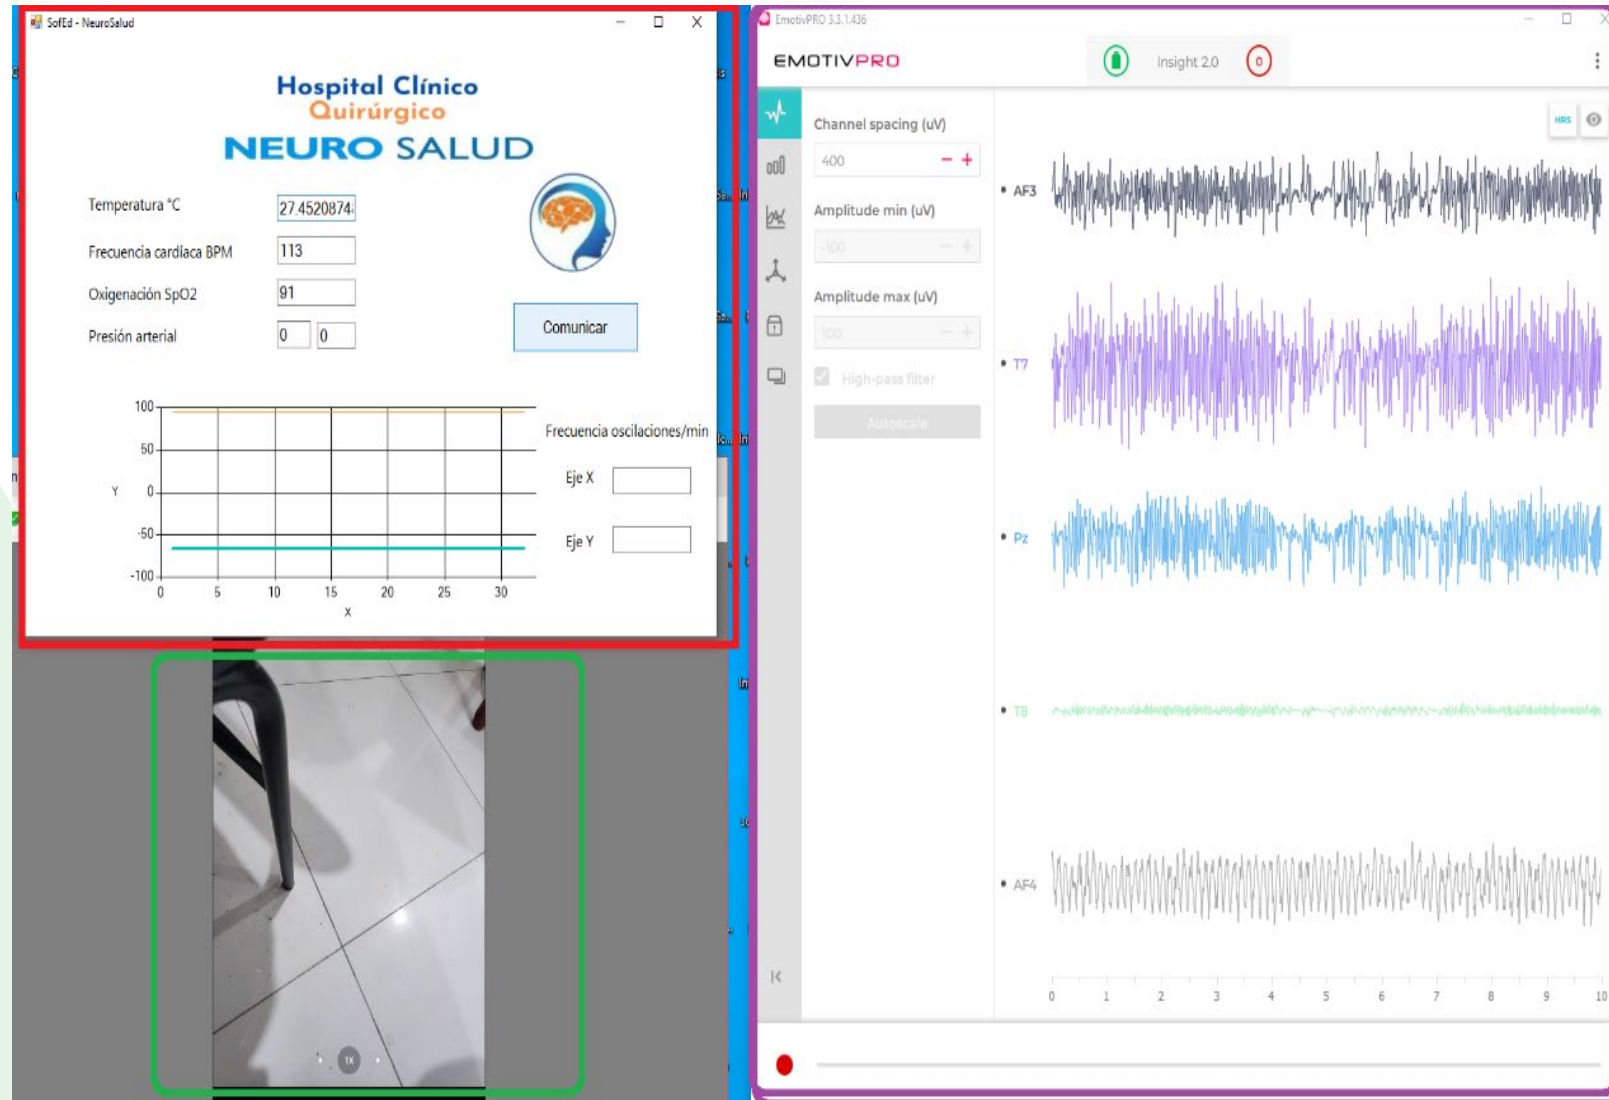 SofEd - NeuroSalud
Hospital Clínico
Quirúrgico
NEURO SALUD
Temperatura °C
27.4520874
Frecuencia cardíaca BPM
113
Oxigenación SpO2
91
Presión arterial
0 0
Comunicar
100
50
Y 0
-50
-100
0 5 10 15 20 25 30
X
Frecuencia oscilaciones/min
Eje X
Eje Y
1X
EmotivPRO 3.3.1.436
EMOTIVPRO
Insight 2.0
0
Channel spacing (uV)
400
Amplitude min (uV)
-100
Amplitude max (uV)
100
High-pass filter
Autoscale
HRS
AF3
T7
Pz
T8
AF4
0 1 2 3 4 5 6 7 8 9 10